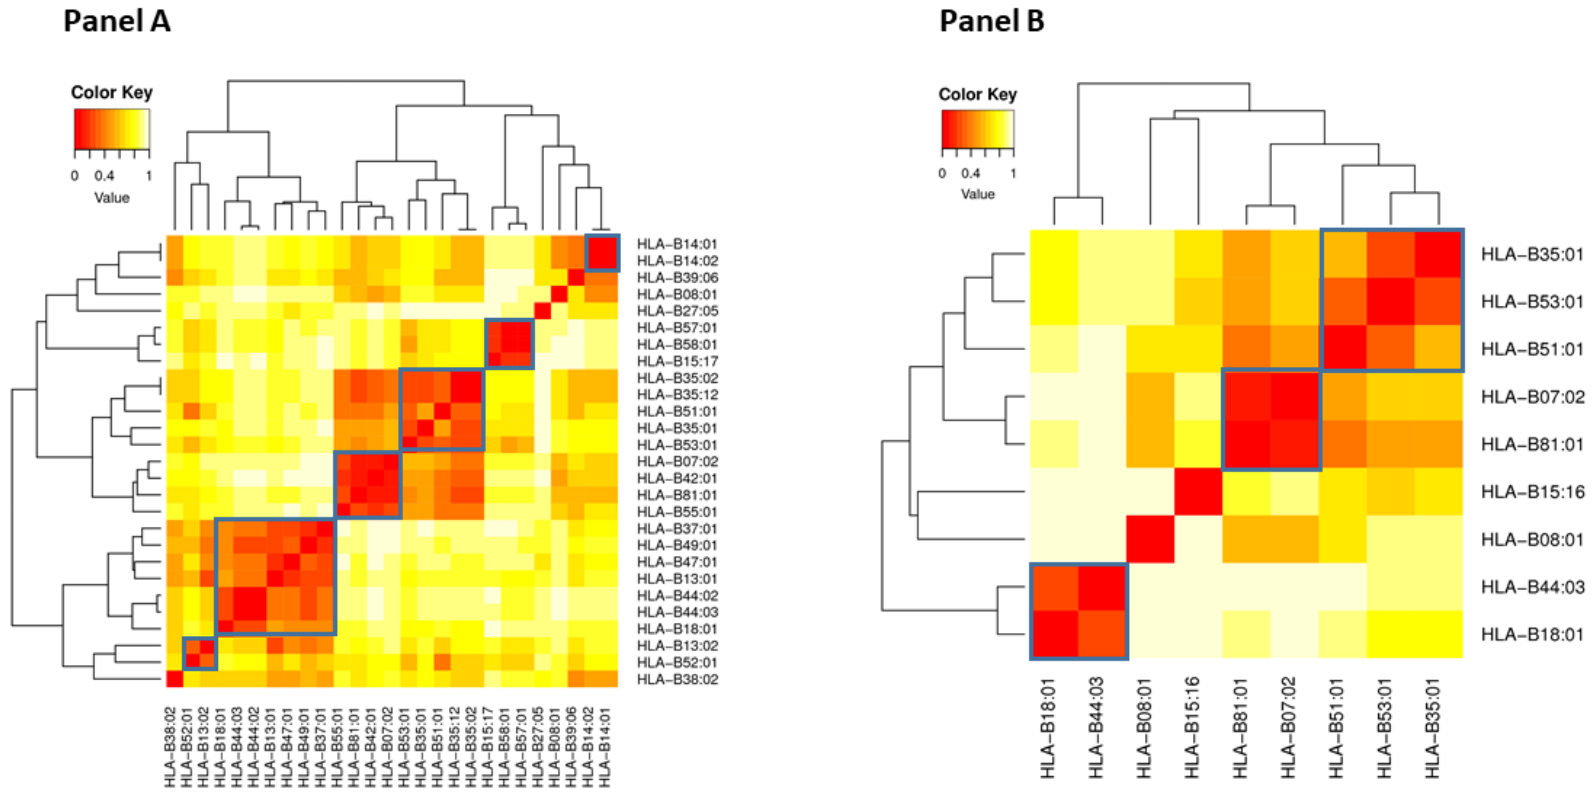 Panel A
Color Key
0 0.4 1
Value
HLA-B14:01
HLA-B14:02
HLA-B39:06
HLA-B08:01
HLA-B27:05
HLA-B57:01
HLA-B58:01
HLA-B15:17
HLA-B35:02
HLA-B35:12
HLA-B51:01
HLA-B35:01
HLA-B53:01
HLA-B07:02
HLA-B42:01
HLA-B81:01
HLA-B55:01
HLA-B37:01
HLA-B49:01
HLA-B47:01
HLA-B13:01
HLA-B44:02
HLA-B44:03
HLA-B18:01
HLA-B13:02
HLA-B52:01
HLA-B38:02
HLA-B38:02
HLA-B52:01
HLA-B13:02
HLA-B18:01
HLA-B44:03
HLA-B44:02
HLA-B13:01
HLA-B47:01
HLA-B49:01
HLA-B37:01
HLA-B55:01
HLA-B81:01
HLA-B42:01
HLA-B07:02
HLA-B53:01
HLA-B35:01
HLA-B51:01
HLA-B35:12
HLA-B35:02
HLA-B15:17
HLA-B58:01
HLA-B57:01
HLA-B27:05
HLA-B08:01
HLA-B39:06
HLA-B14:02
HLA-B14:01
Panel B
Color Key
0 0.4 1
Value
HLA-B35:01
HLA-B53:01
HLA-B51:01
HLA-B07:02
HLA-B81:01
HLA-B15:16
HLA-B08:01
HLA-B44:03
HLA-B18:01
HLA-B18:01
HLA-B44:03
HLA-B08:01
HLA-B15:16
HLA-B81:01
HLA-B07:02
HLA-B51:01
HLA-B53:01
HLA-B35:01